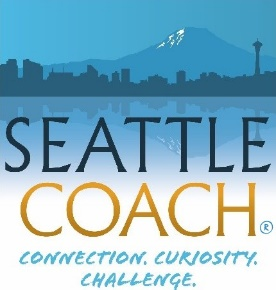 SEATTLE
COACH®
CONNECTION. CURIOSITY.
CHALLENGE.